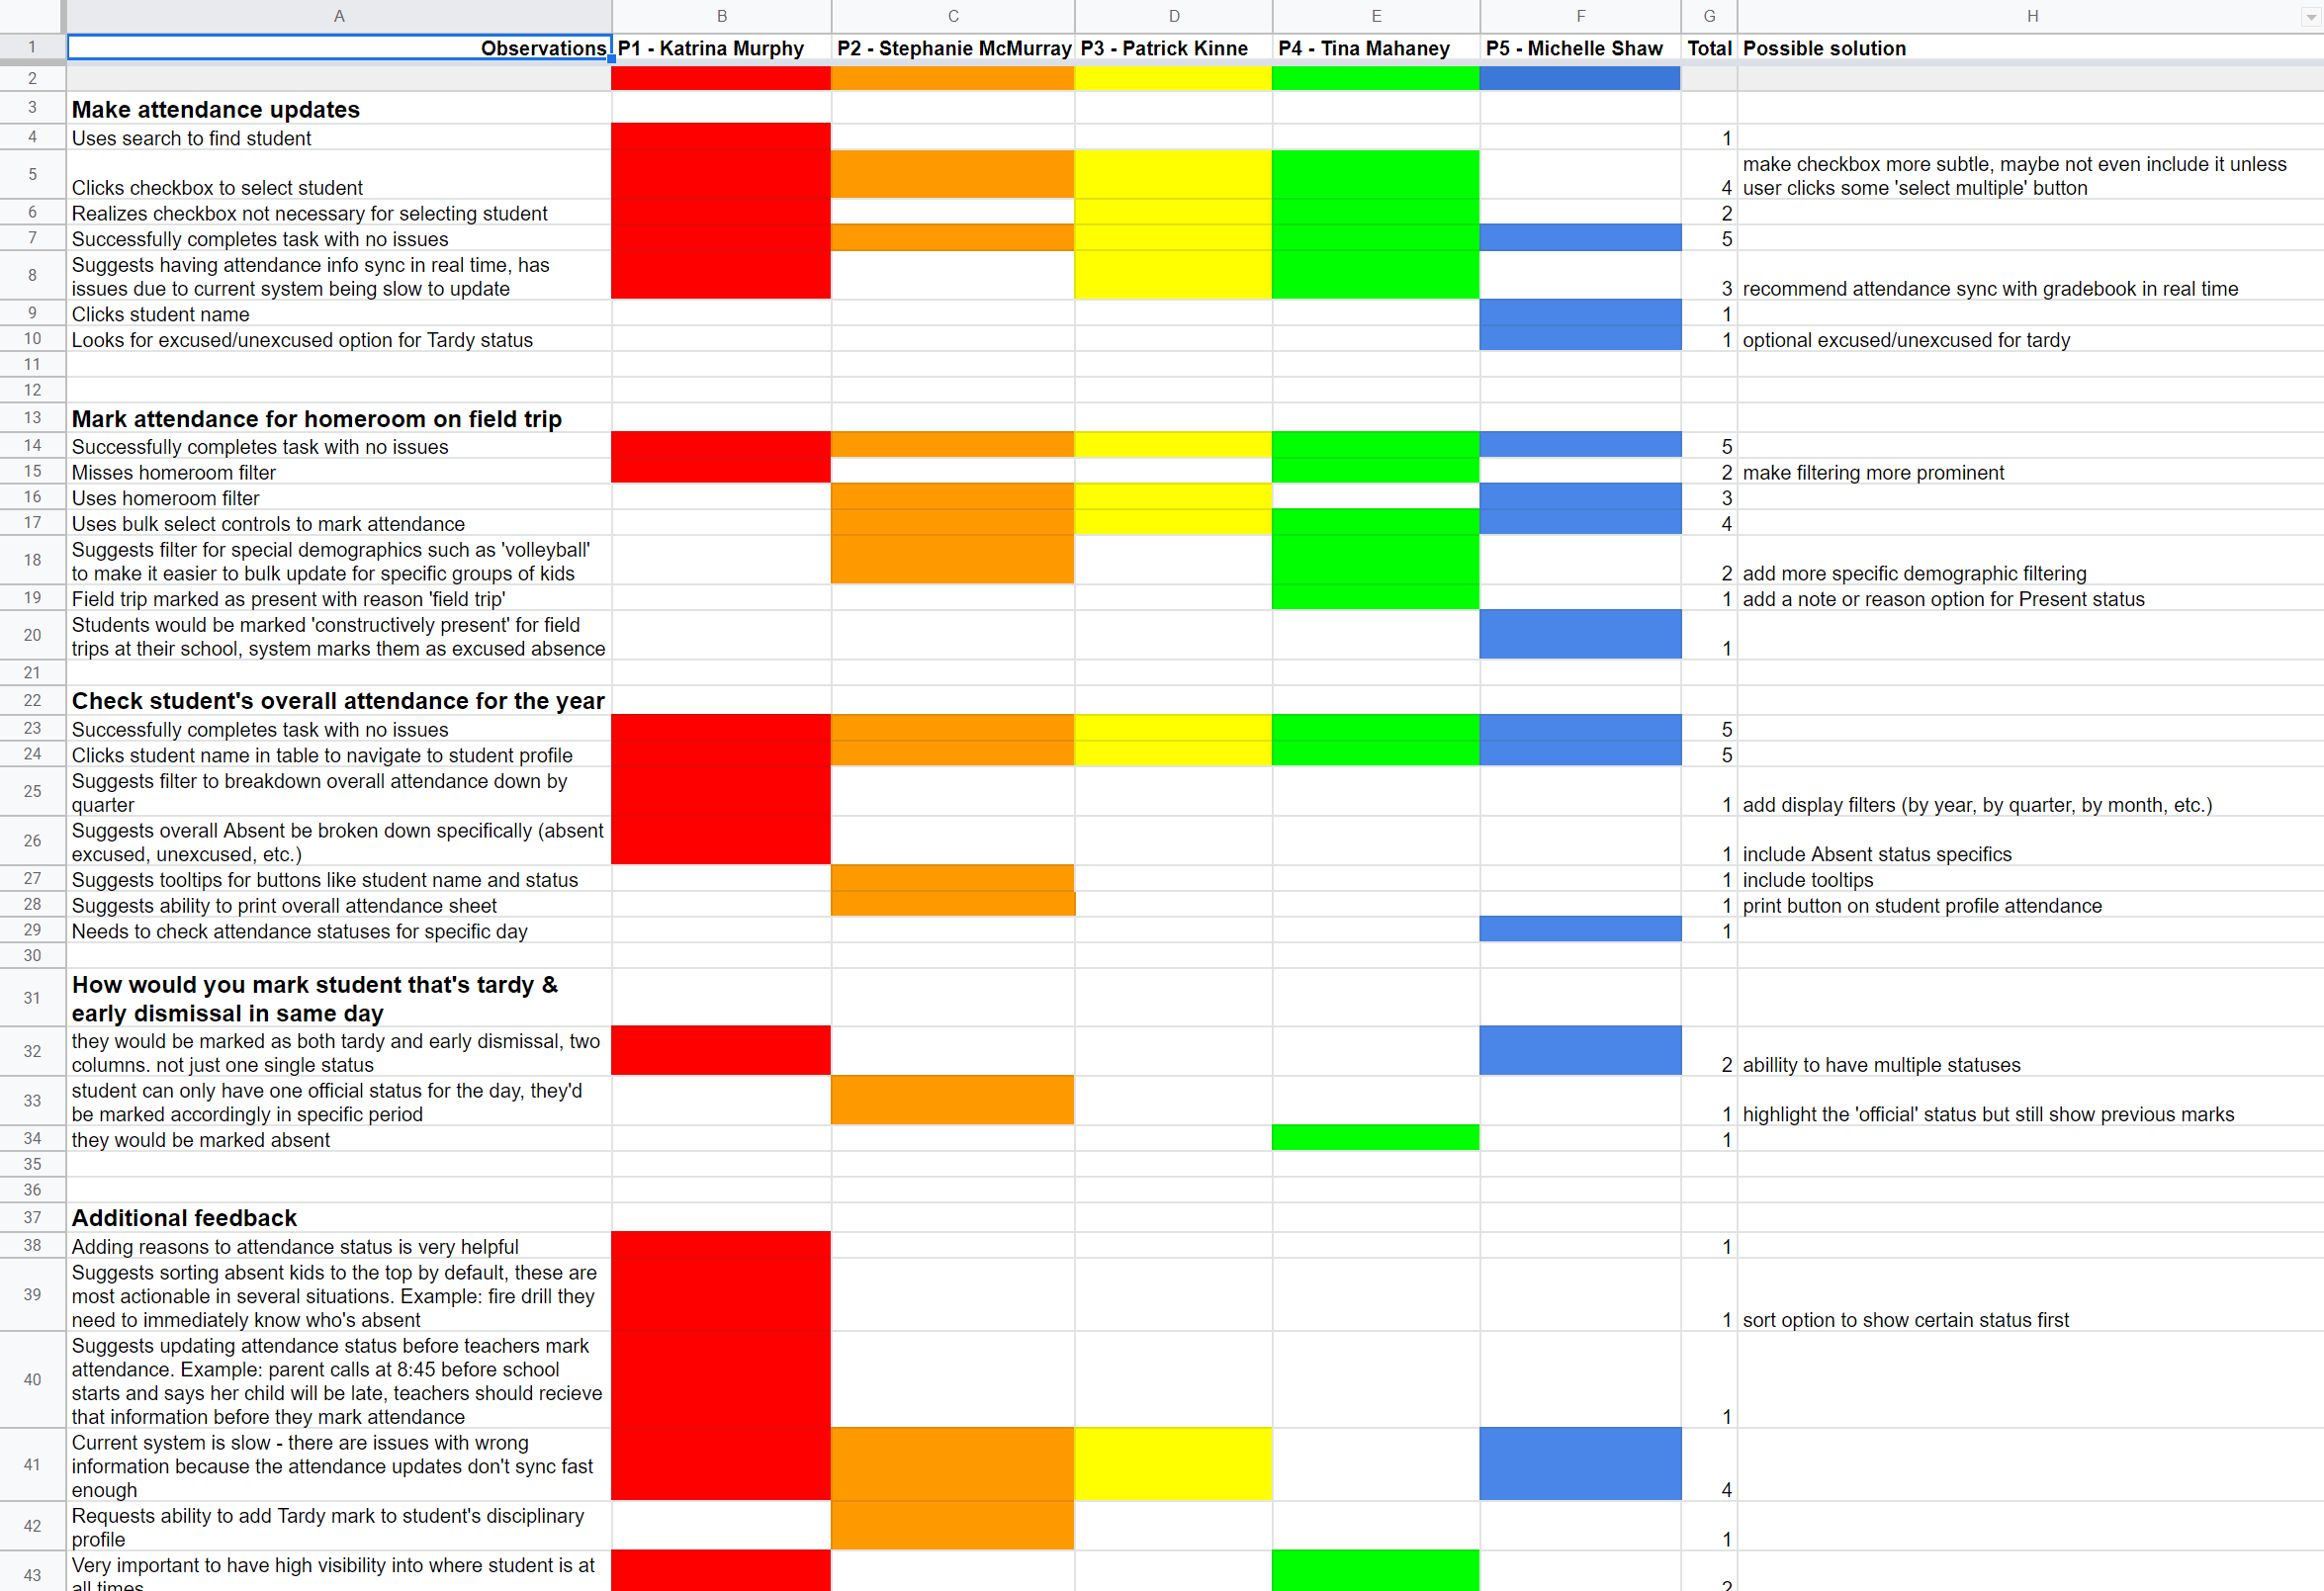 A B C D E F G H
1 Observations P1 - Katrina Murphy P2 - Stephanie McMurray P3 - Patrick Kinne P4 - Tina Mahaney P5 - Michelle Shaw Total Possible solution
2
3 Make attendance updates
4 Uses search to find student 1
5 make checkbox more subtle, maybe not even include it unless
Clicks checkbox to select student 4 user clicks some 'select multiple' button
6 Realizes checkbox not necessary for selecting student 2
7 Successfully completes task with no issues 5
8 Suggests having attendance info sync in real time, has
issues due to current system being slow to update 3 recommend attendance sync with gradebook in real time
9 Clicks student name 1
10 Looks for excused/unexcused option for Tardy status 1 optional excused/unexcused for tardy
11
12
13 Mark attendance for homeroom on field trip
14 Successfully completes task with no issues 5
15 Misses homeroom filter 2 make filtering more prominent
16 Uses homeroom filter 3
17 Uses bulk select controls to mark attendance 4
18 Suggests filter for special demographics such as 'volleyball'
to make it easier to bulk update for specific groups of kids 2 add more specific demographic filtering
19 Field trip marked as present with reason 'field trip' 1 add a note or reason option for Present status
20 Students would be marked 'constructively present' for field
trips at their school, system marks them as excused absence 1
21
22 Check student's overall attendance for the year
23 Successfully completes task with no issues 5
24 Clicks student name in table to navigate to student profile 5
25 Suggests filter to breakdown overall attendance down by
quarter 1 add display filters (by year, by quarter, by month, etc.)
26 Suggests overall Absent be broken down specifically (absent
excused, unexcused, etc.) 1 include Absent status specifics
27 Suggests tooltips for buttons like student name and status 1 include tooltips
28 Suggests ability to print overall attendance sheet 1 print button on student profile attendance
29 Needs to check attendance statuses for specific day 1
30
31 How would you mark student that's tardy &
early dismissal in same day
32 they would be marked as both tardy and early dismissal, two
columns. not just one single status 2 abillity to have multiple statuses
33 student can only have one official status for the day, they'd
be marked accordingly in specific period 1 highlight the 'official' status but still show previous marks
34 they would be marked absent 1
35
36
37 Additional feedback
38 Adding reasons to attendance status is very helpful 1
39 Suggests sorting absent kids to the top by default, these are
most actionable in several situations. Example: fire drill they
need to immediately know who's absent 1 sort option to show certain status first
40 Suggests updating attendance status before teachers mark
attendance. Example: parent calls at 8:45 before school
starts and says her child will be late, teachers should recieve
that information before they mark attendance 1
41 Current system is slow - there are issues with wrong
information because the attendance updates don't sync fast
enough 4
42 Requests ability to add Tardy mark to student's disciplinary
profile 1
43 Very important to have high visibility into where student is at
all times 2